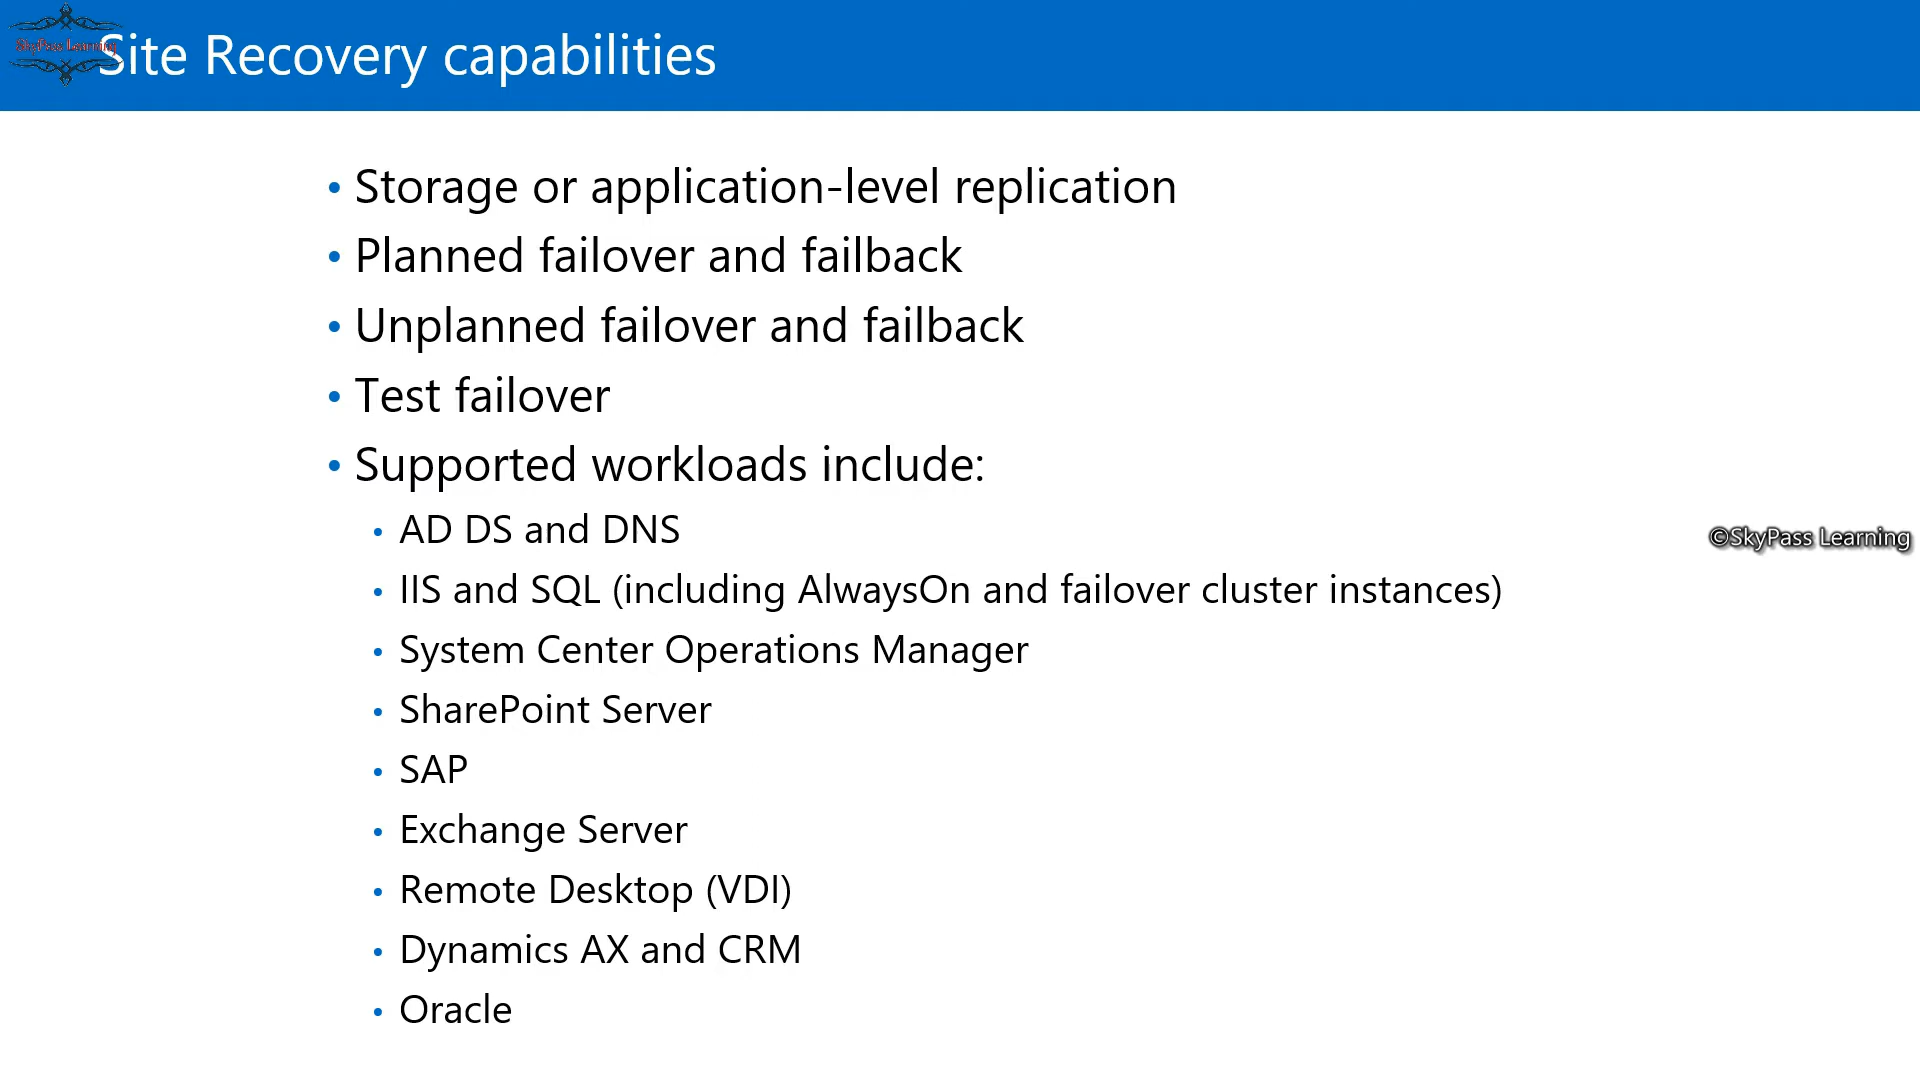 SkyPass Learning
Site Recovery capabilities
• Storage or application-level replication
• Planned failover and failback
• Unplanned failover and failback
• Test failover
• Supported workloads include:
• AD DS and DNS
• IIS and SQL (including AlwaysOn and failover cluster instances)
• System Center Operations Manager
• SharePoint Server
• SAP
• Exchange Server
• Remote Desktop (VDI)
• Dynamics AX and CRM
• Oracle
©SkyPass Learning